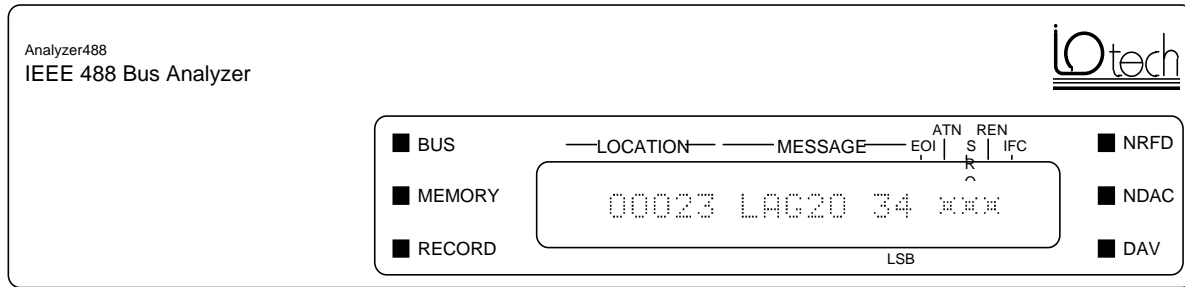 Analyzer488
IEEE 488 Bus Analyzer
iOtech
BUS
LOCATION
MESSAGE
EOI
ATN
SRQ
REN
IFC
NRFD
MEMORY
00023 LAG20 34 ***
NDAC
RECORD
LSB
DAV